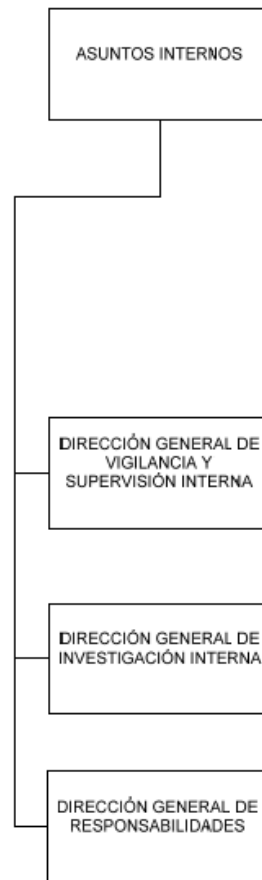 ASUNTOS INTERNOS
DIRECCIÓN GENERAL DE
VIGILANCIA Y
SUPERVISIÓN INTERNA
DIRECCIÓN GENERAL DE
INVESTIGACIÓN INTERNA
DIRECCIÓN GENERAL DE
RESPONSABILIDADES